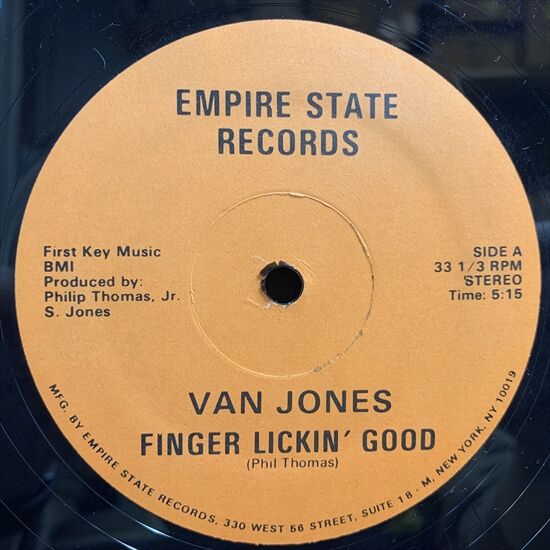 EMPIRE STATE
RECORDS
First Key Music
BMI
Produced by:
Philip Thomas, Jr.
S. Jones
SIDE A
33 1/3 RPM
STEREO
Time: 5:15
VAN JONES
FINGER LICKIN' GOOD
(Phil Thomas)
MFG. BY EMPIRE STATE RECORDS, 330 WEST 56 STREET, SUITE 18 - M, NEW YORK, NY 10019